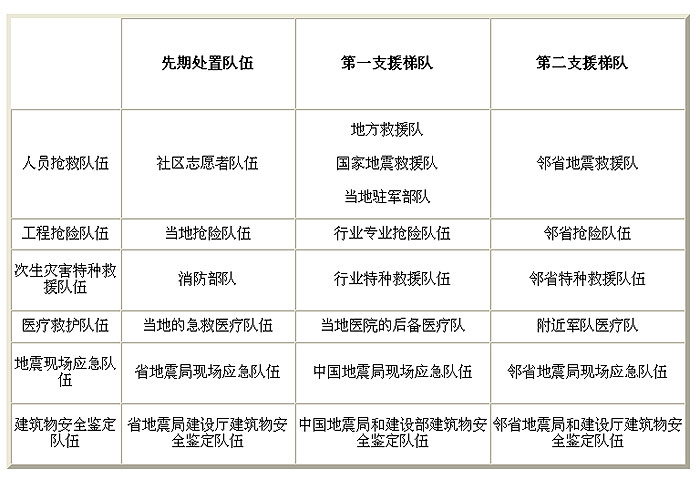 先期处置队伍
第一支援梯队
第二支援梯队
人员抢救队伍
社区志愿者队伍
地方救援队
国家地震救援队
当地驻军部队
邻省地震救援队
工程抢险队伍
当地抢险队伍
行业专业抢险队伍
邻省抢险队伍
次生灾害特种救
援队伍
消防部队
行业特种救援队伍
邻省特种救援队伍
医疗救护队伍
当地的急救医疗队伍
当地医院的后备医疗队
附近军队医疗队
地震现场应急队
伍
省地震局现场应急队伍
中国地震局现场应急队伍
邻省地震局现场应急队伍
建筑物安全鉴定
队伍
省地震局建设厅建筑物安
全鉴定队伍
中国地震局和建设部建筑物安
全鉴定队伍
邻省地震局和建设厅建筑物安
全鉴定队伍